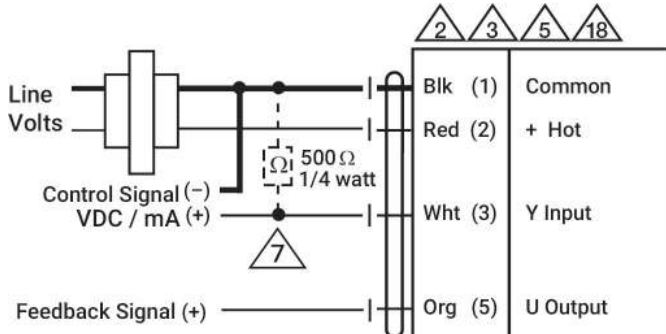 2 3 5 18
Line
Volts
Blk (1) Common
Red (2) + Hot
Ω 500 Ω
1/4 watt
Control Signal (−)
VDC / mA (+)
Wht (3) Y Input
7
Feedback Signal (+)
Org (5) U Output